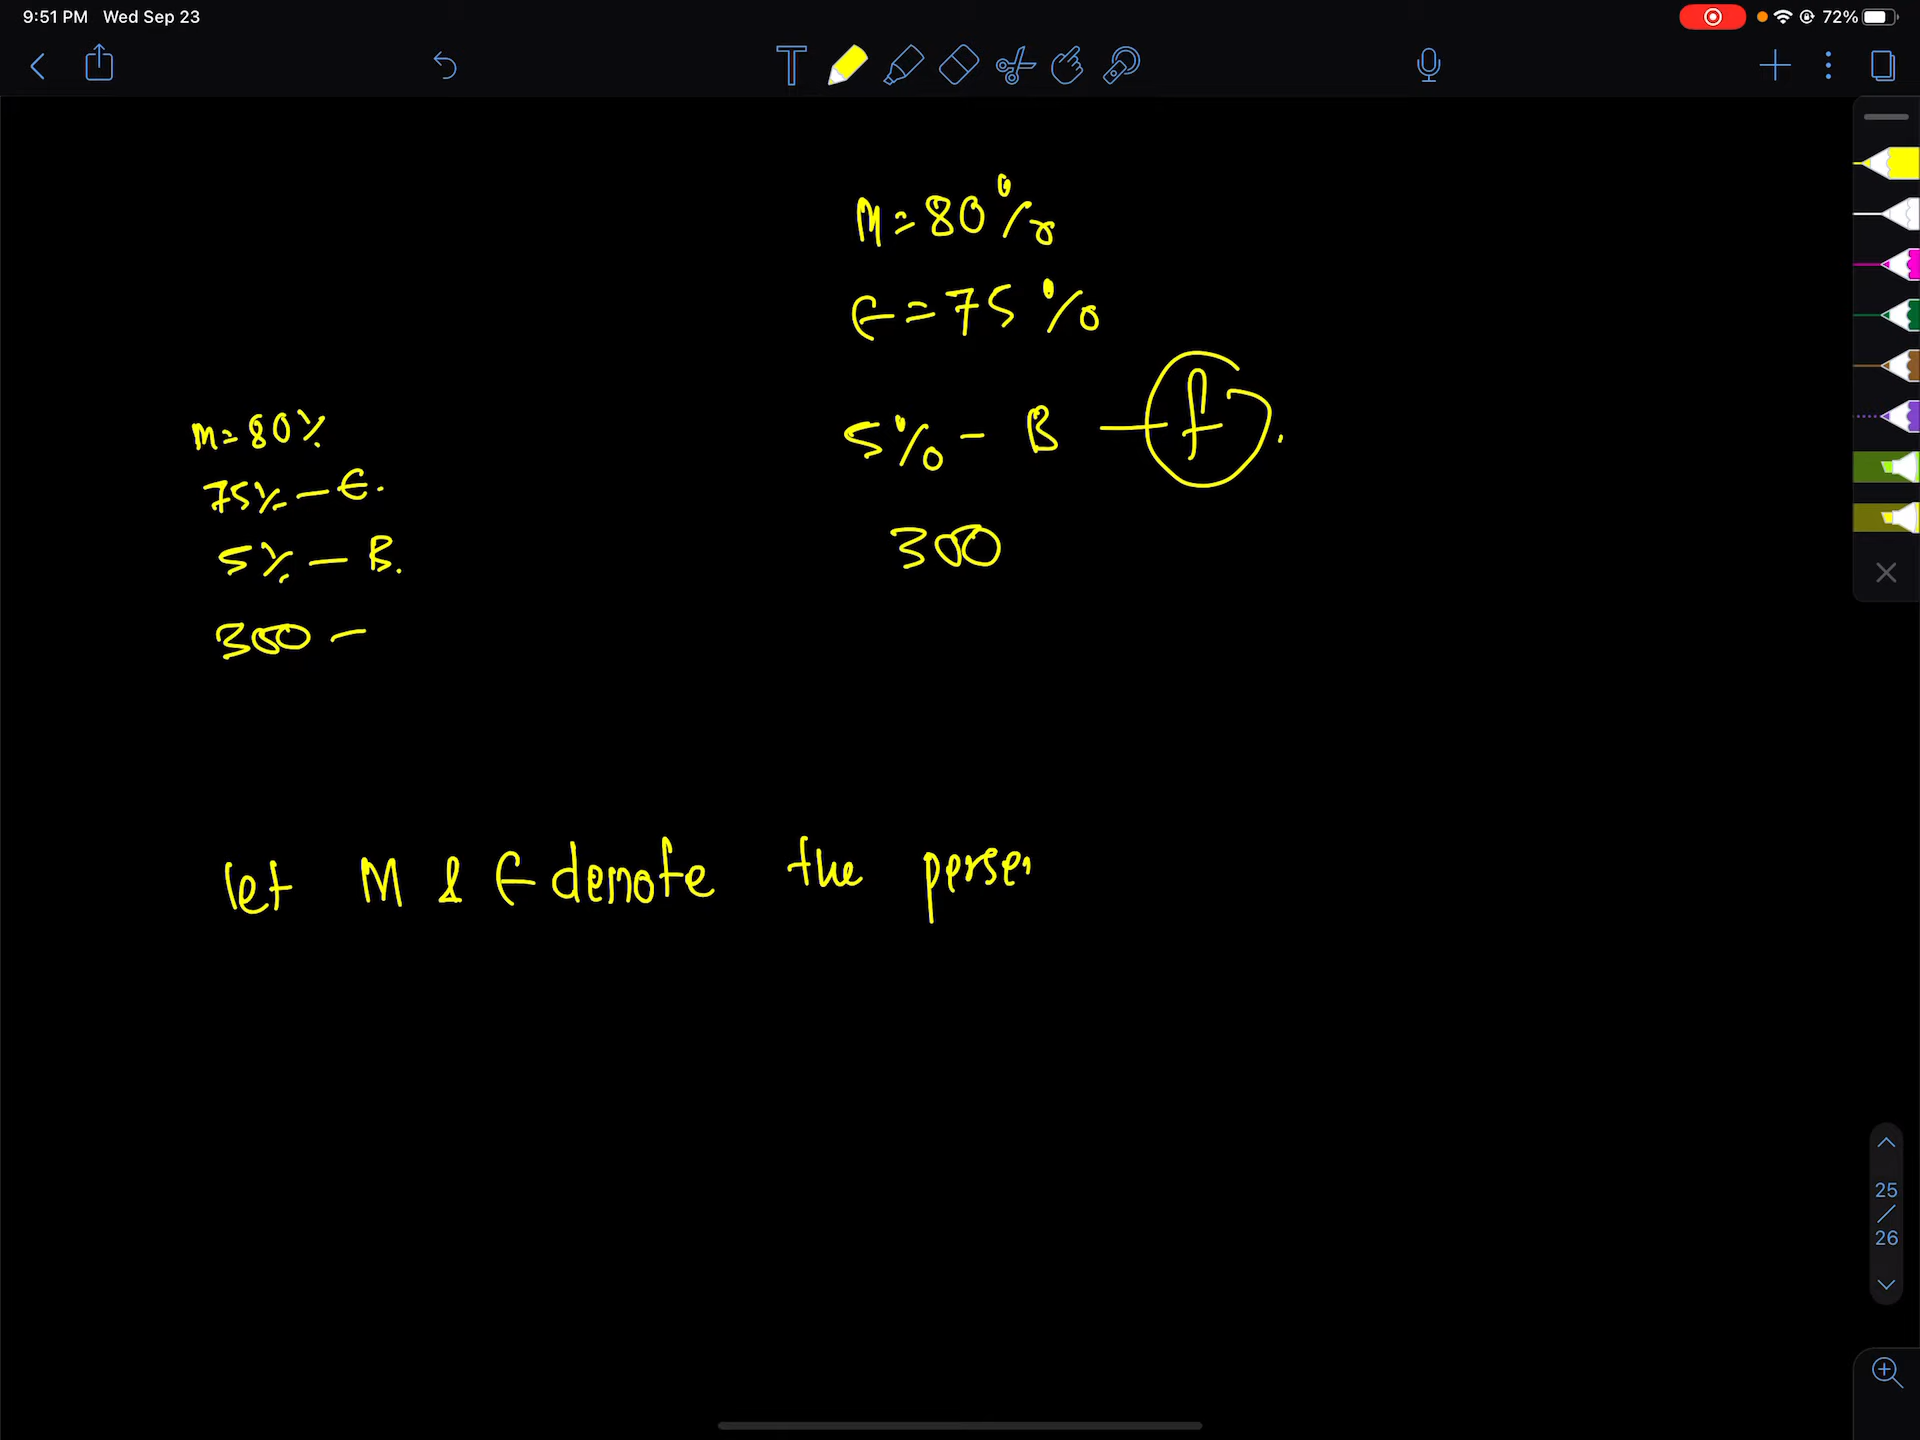 9:51 PM Wed Sep 23
72%
M = 80%
E = 75%
5% - B - f.
300
M = 80%
75% - E.
5% - B.
300 -
let M & E denote the perse
25
/
26